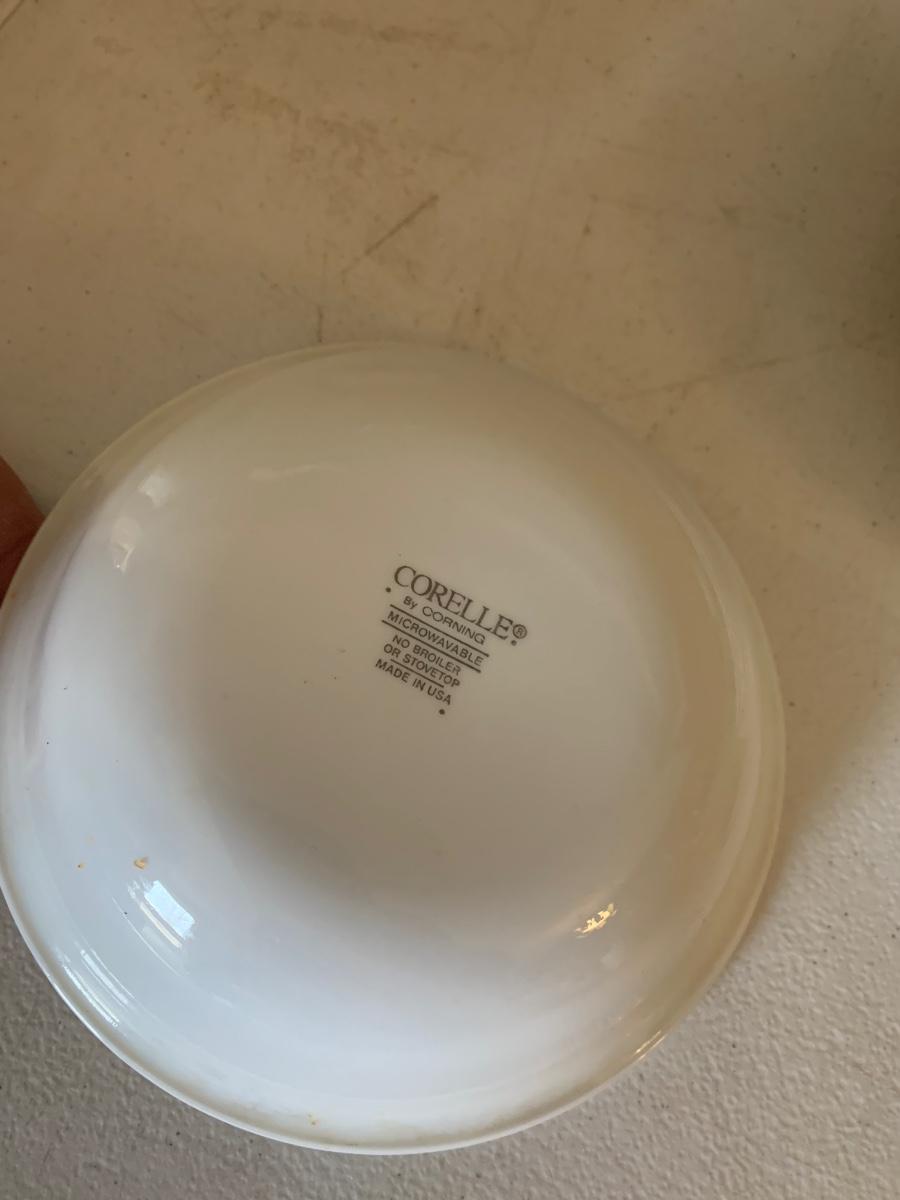 CORELLE®
By CORNING
MICROWAVABLE
NO BROILER
OR STOVETOP
MADE IN USA